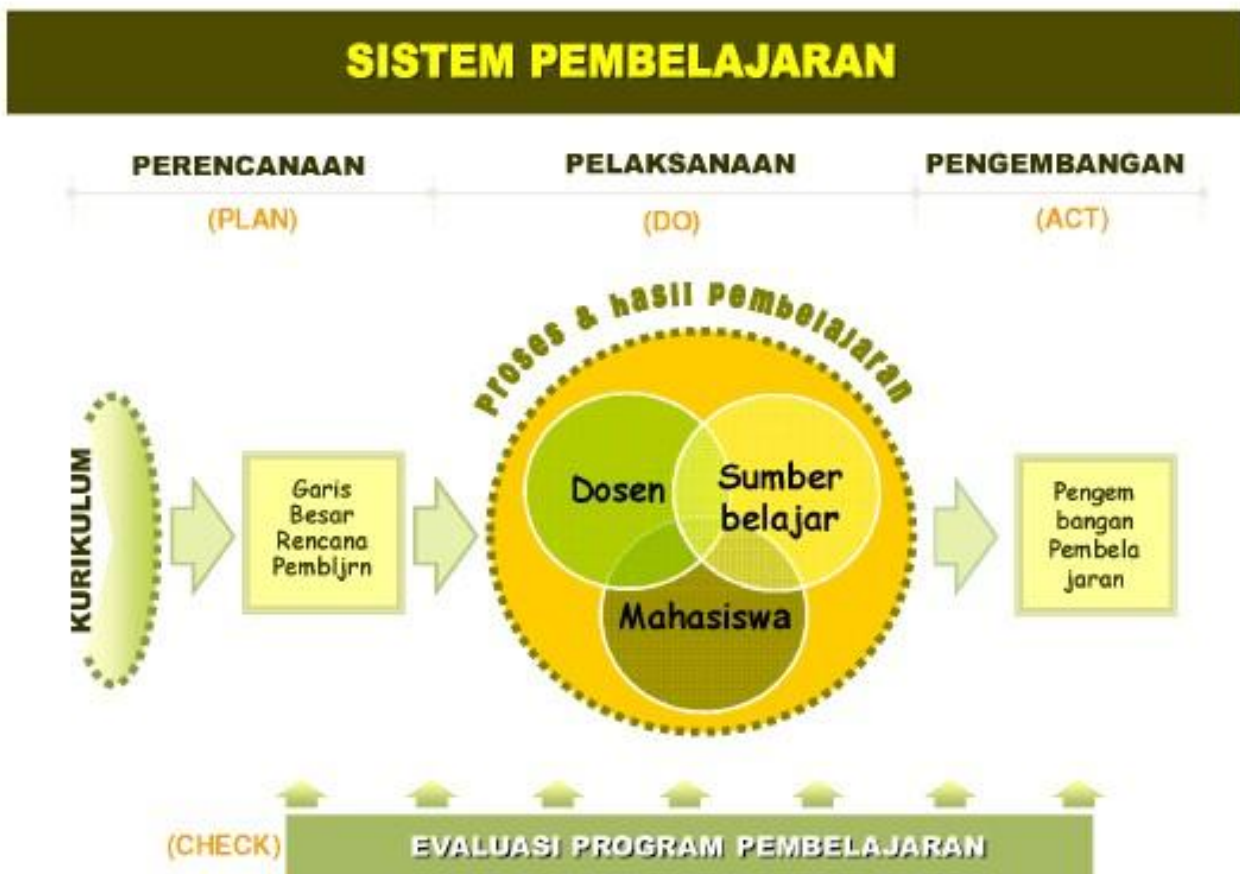 SISTEM PEMBELAJARAN
PERENCANAAN
PELAKSANAAN
PENGEMBANGAN
(PLAN)
(DO)
(ACT)
Proses & hasil Pembelajaran
KURIKULUM
Garis
Besar
Rencana
Pembljrn
Dosen
Sumber
belajar
Mahasiswa
Pengem
bangan
Pembela
jaran
(CHECK)
EVALUASI PROGRAM PEMBELAJARAN